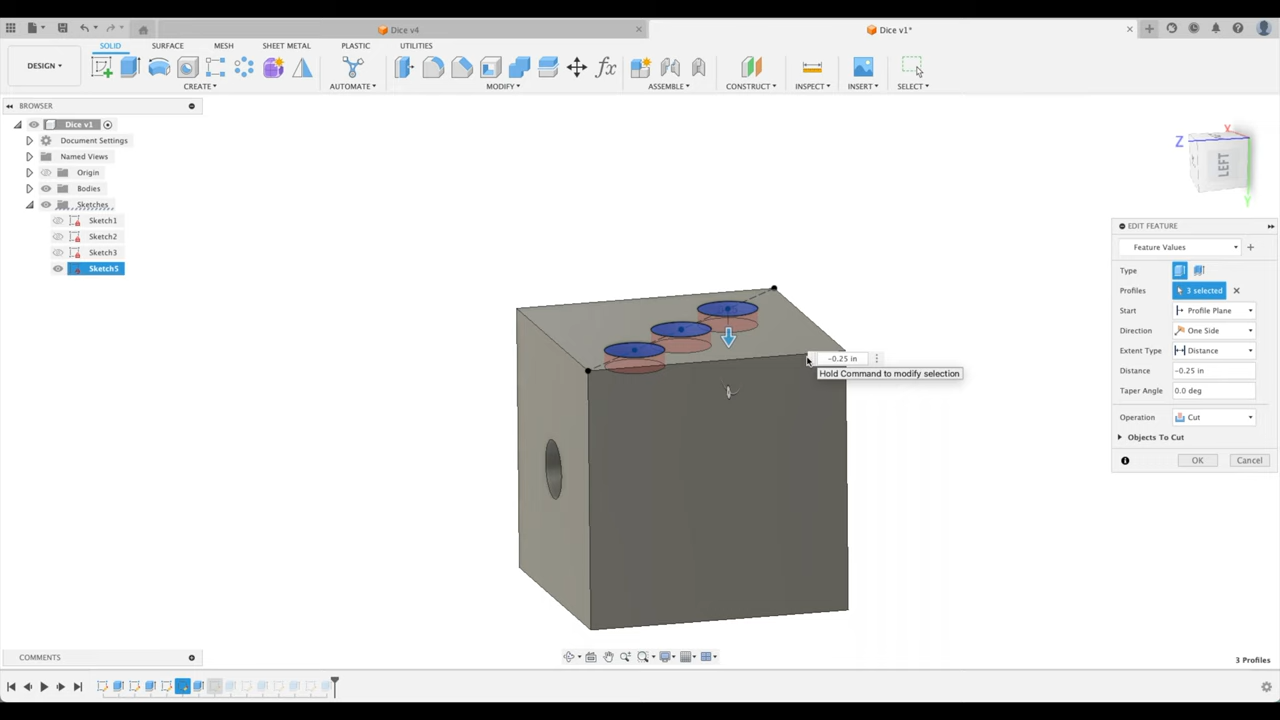 Dice v4
Dice v1*
SOLID SURFACE MESH SHEET METAL PLASTIC UTILITIES
DESIGN
CREATE AUTOMATE MODIFY ASSEMBLE CONSTRUCT INSPECT INSERT SELECT
BROWSER
Dice v1
Document Settings
Named Views
Origin
Bodies
Sketches
Sketch1
Sketch2
Sketch3
Sketch5
X
Z
LEFT
Y
EDIT FEATURE
Feature Values
Type
Profiles 3 selected
Start Profile Plane
Direction One Side
Extent Type Distance
Distance -0.25 in
Taper Angle 0.0 deg
Operation Cut
Objects To Cut
OK Cancel
-0.25 in
Hold Command to modify selection
COMMENTS
3 Profiles